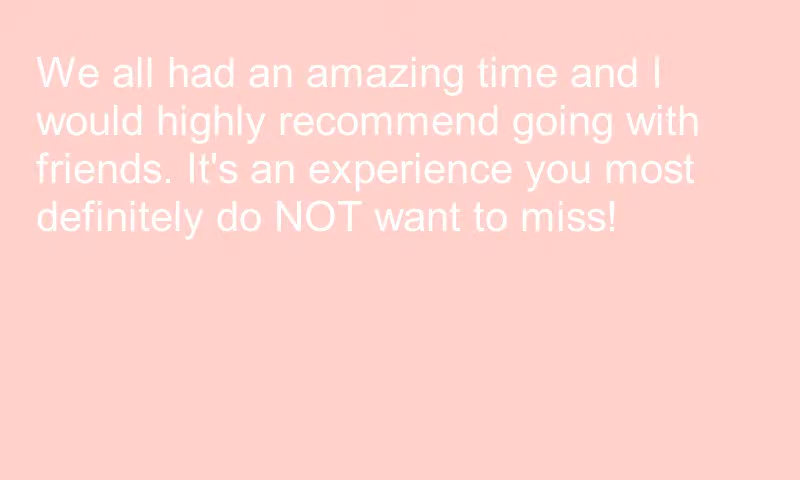 We all had an amazing time and I
would highly recommend going with
friends. It's an experience you most
definitely do NOT want to miss!